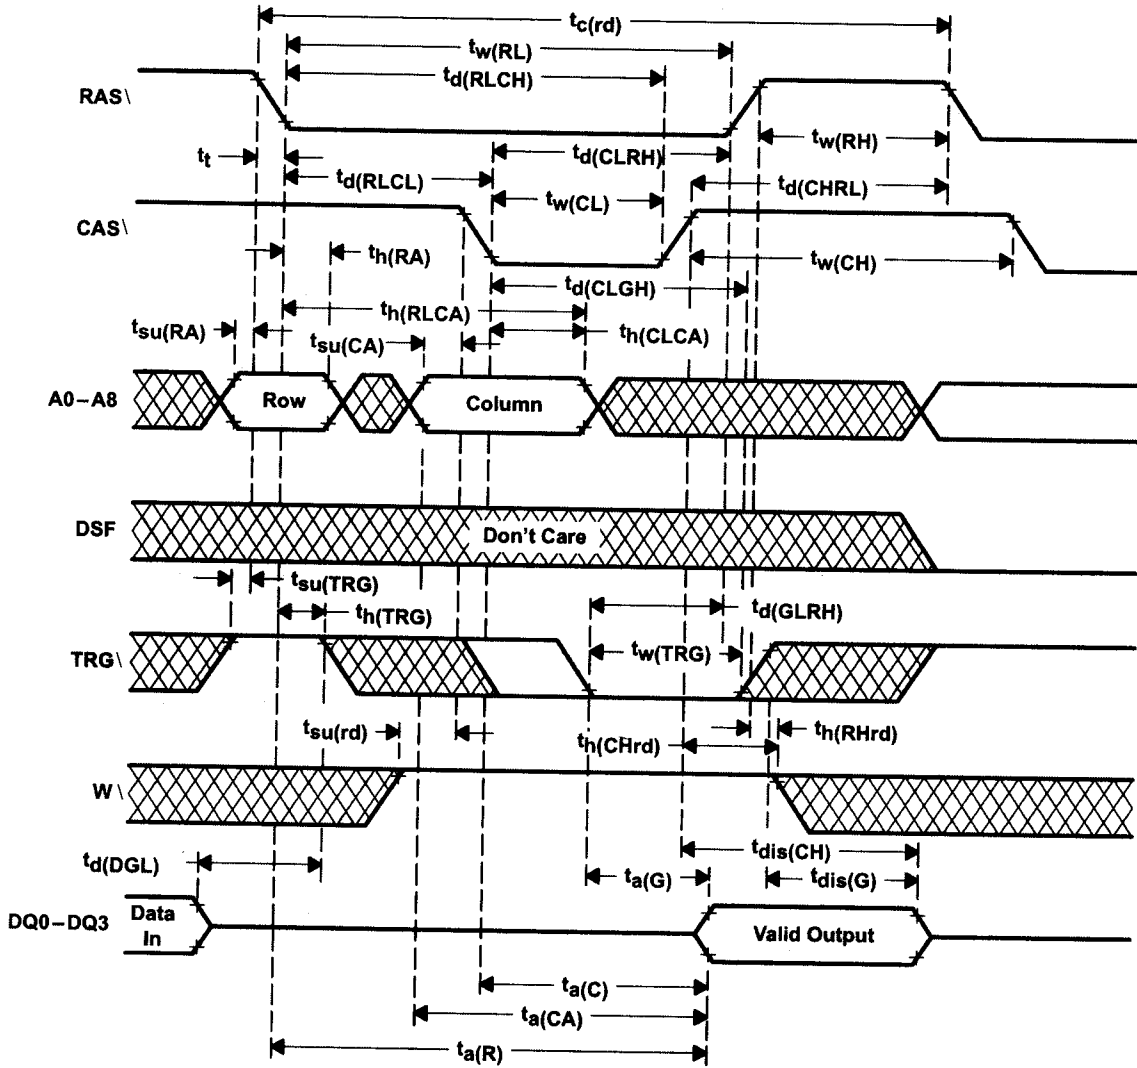 tc(rd)
tw(RL)
td(RLCH)
RAS\
tt
td(CLRH)
tw(RH)
td(RLCL)
tw(CL)
td(CHRL)
CAS\
th(RA)
tw(CH)
td(CLGH)
th(RLCA)
tsu(RA)
tsu(CA)
th(CLCA)
A0–A8
Row
Column
DSF
Don't Care
tsu(TRG)
th(TRG)
td(GLRH)
TRG\
tw(TRG)
tsu(rd)
th(CHrd)
th(RHrd)
W\
td(DGL)
tdis(CH)
ta(G)
tdis(G)
DQ0–DQ3
Data
In
Valid Output
ta(C)
ta(CA)
ta(R)